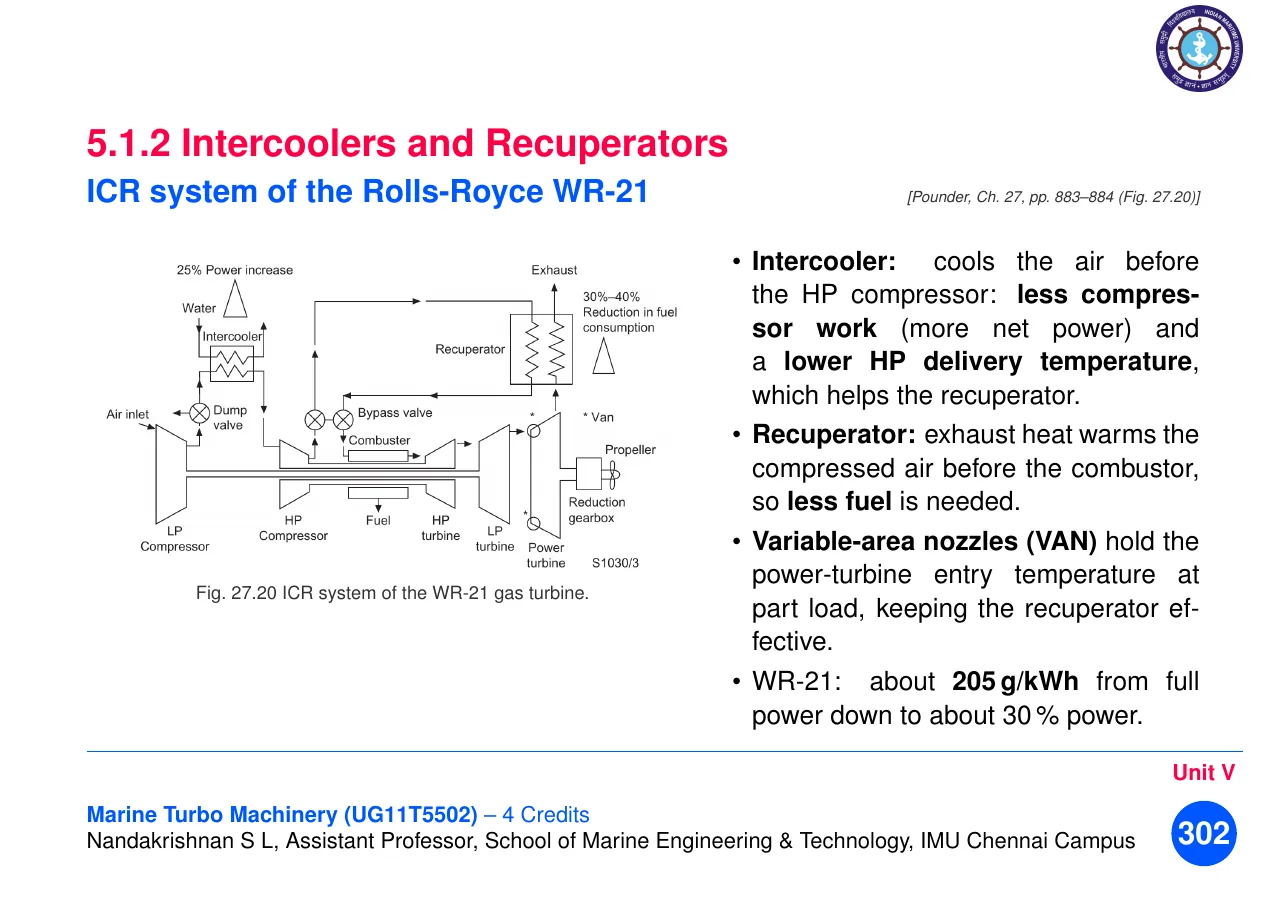 INDIAN MARITIME UNIVERSITY
5.1.2 Intercoolers and Recuperators
ICR system of the Rolls-Royce WR-21
[Pounder, Ch. 27, pp. 883–884 (Fig. 27.20)]
25% Power increase
Water
Intercooler
Exhaust
30%–40%
Reduction in fuel
consumption
Recuperator
Air inlet
Dump
valve
Bypass valve
Combuster
*
* Van
Propeller
Reduction
gearbox
*
LP
Compressor
HP
Compressor
Fuel
HP
turbine
LP
turbine
Power
turbine
S1030/3
Fig. 27.20 ICR system of the WR-21 gas turbine.
• Intercooler: cools the air before
the HP compressor: less compres-
sor work (more net power) and
a lower HP delivery temperature,
which helps the recuperator.
• Recuperator: exhaust heat warms the
compressed air before the combustor,
so less fuel is needed.
• Variable-area nozzles (VAN) hold the
power-turbine entry temperature at
part load, keeping the recuperator ef-
fective.
• WR-21: about 205 g/kWh from full
power down to about 30 % power.
Unit V
Marine Turbo Machinery (UG11T5502) – 4 Credits
Nandakrishnan S L, Assistant Professor, School of Marine Engineering & Technology, IMU Chennai Campus
302